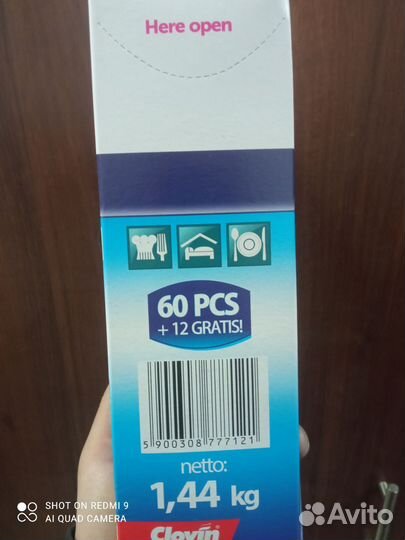 Here open
60 PCS
+ 12 GRATIS!
5 900308 777121
netto:
1,44 kg
Clovin
SHOT ON REDMI 9
AI QUAD CAMERA
Avito